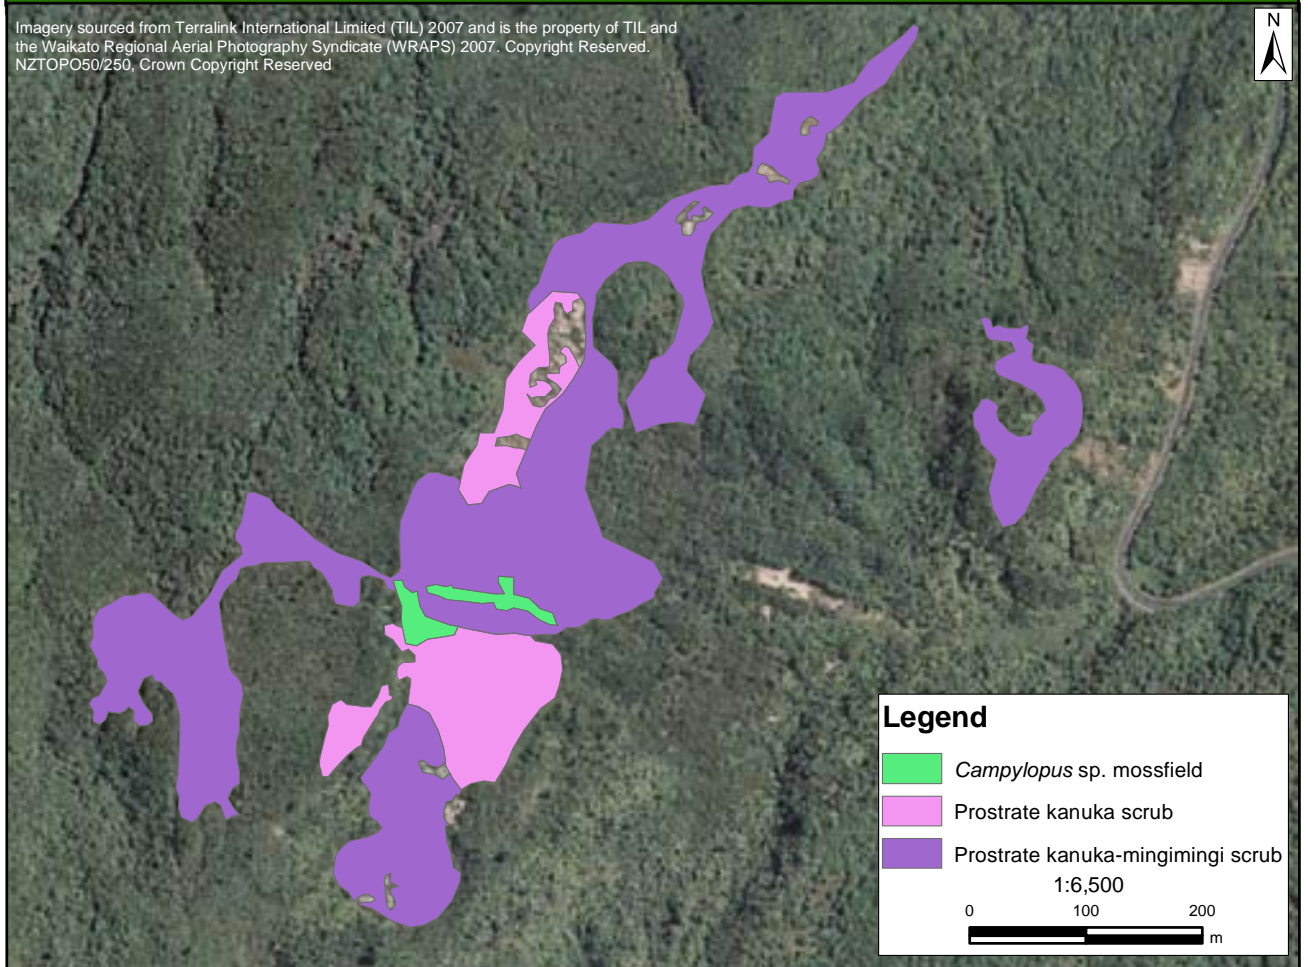 Imagery sourced from Terralink International Limited (TIL) 2007 and is the property of TIL and
the Waikato Regional Aerial Photography Syndicate (WRAPS) 2007. Copyright Reserved.
NZTOPO50/250, Crown Copyright Reserved
N
Legend
Campylopus sp. mossfield
Prostrate kanuka scrub
Prostrate kanuka-mingimingi scrub
1:6,500
0 100 200
m